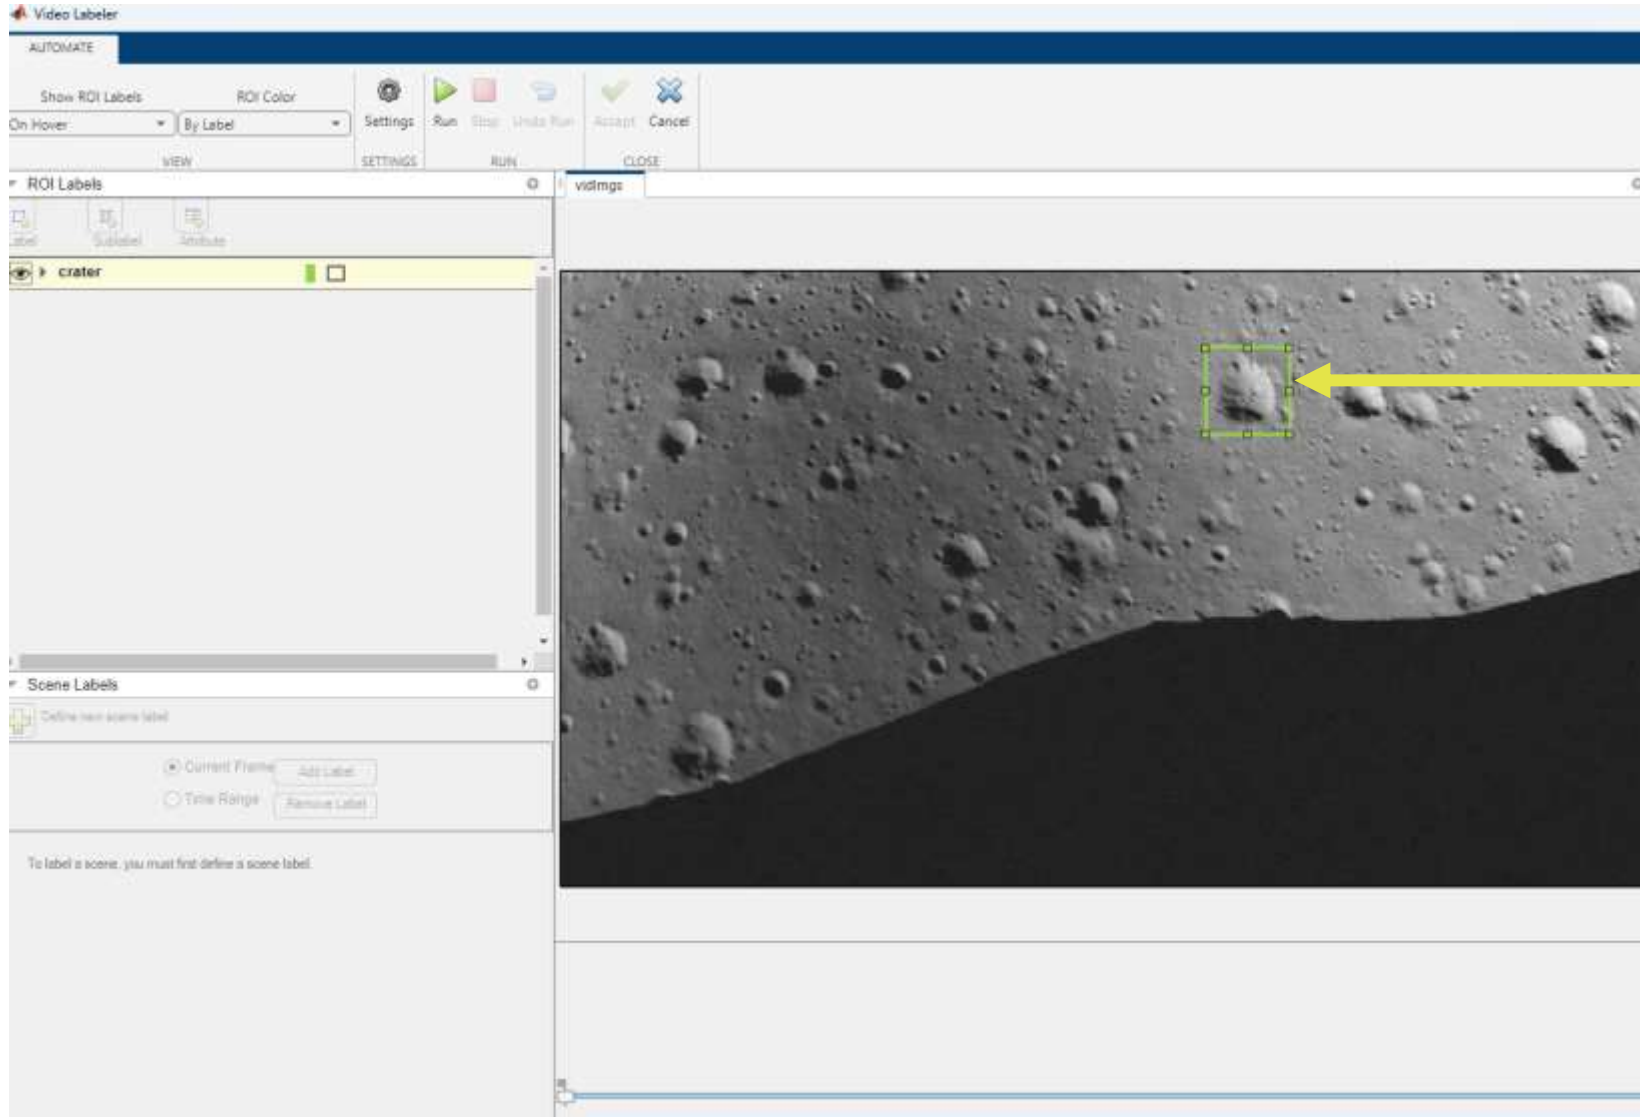 Video Labeler
AUTOMATE
Show ROI Labels
ROI Color
On Hover
By Label
Settings
Run
Stop
Undo Run
Accept
Cancel
VIEW
SETTINGS
RUN
CLOSE
ROI Labels
vidImgs
Label
Sublabel
Attribute
crater
Scene Labels
Define new scene label
Current Frame
Add Label
Time Range
Remove Label
To label a scene, you must first define a scene label.